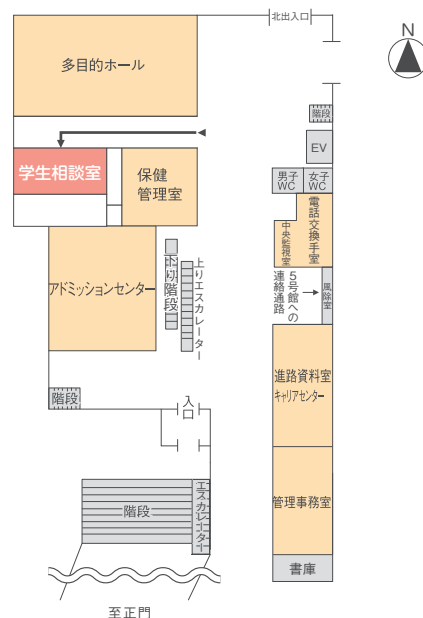 北出入口
N
多目的ホール
階段
EV
学生相談室
保健
管理室
男子
WC
女子
WC
電話交換手室
中央監視室
アドミッションセンター
下り階段
上りエスカレーター
5号館への
連絡通路
風除室
進路資料室
キャリアセンター
階段
入口
階段
エスカレーター
管理事務室
書庫
至正門